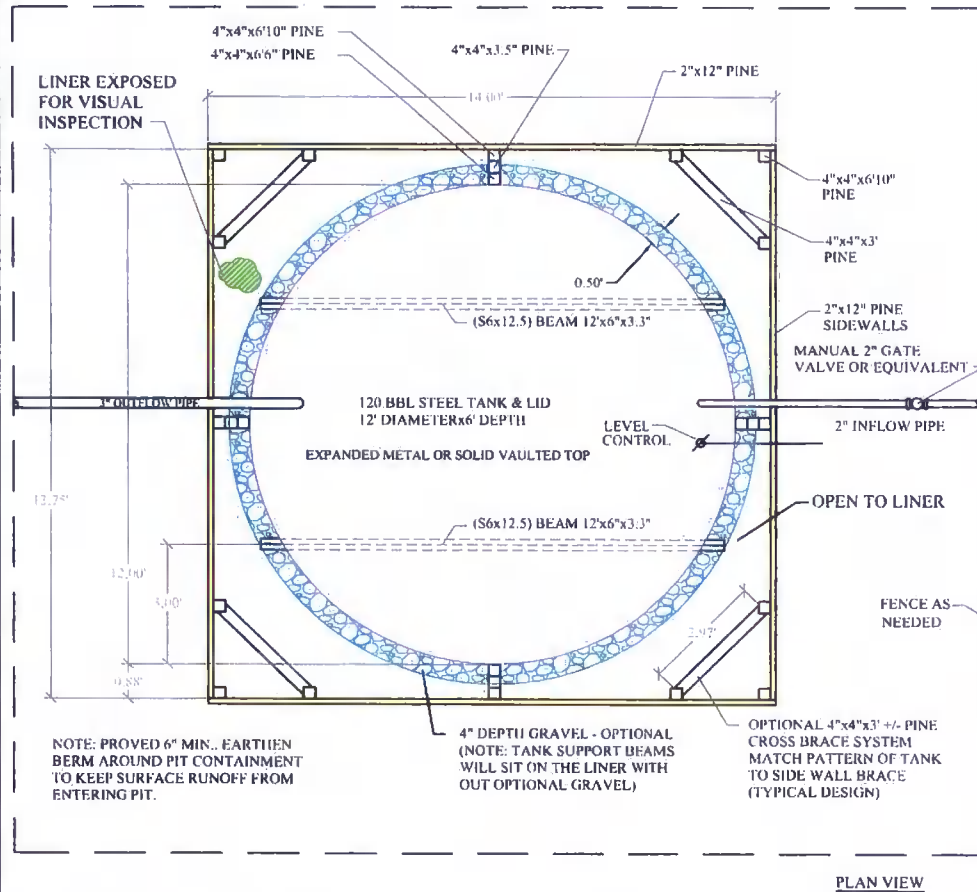 4"x4"x6'10" PINE
4"x4"x6'6" PINE
4"x4"x3.5" PINE
2"x12" PINE
14.00'
LINER EXPOSED
FOR VISUAL
INSPECTION
4"x4"x6'10"
PINE
4"x4"x3'
PINE
0.50'
(S6x12.5) BEAM 12'x6"x3.3"
2"x12" PINE
SIDEWALLS
MANUAL 2" GATE
VALVE OR EQUIVALENT
3" OUTFLOW PIPE
120 BBL STEEL TANK & LID
12' DIAMETERx6' DEPTH
LEVEL
CONTROL
2" INFLOW PIPE
EXPANDED METAL OR SOLID VAULTED TOP
13.75'
OPEN TO LINER
(S6x12.5) BEAM 12'x6"x3.3"
12.00'
3.00'
2.97'
FENCE AS
NEEDED
0.88'
NOTE: PROVED 6" MIN.. EARTHEN
BERM AROUND PIT CONTAINMENT
TO KEEP SURFACE RUNOFF FROM
ENTERING PIT.
4" DEPTH GRAVEL - OPTIONAL
(NOTE: TANK SUPPORT BEAMS
WILL SIT ON THE LINER WITH
OUT OPTIONAL GRAVEL)
OPTIONAL 4"x4"x3' +/- PINE
CROSS BRACE SYSTEM
MATCH PATTERN OF TANK
TO SIDE WALL BRACE
(TYPICAL DESIGN)
PLAN VIEW